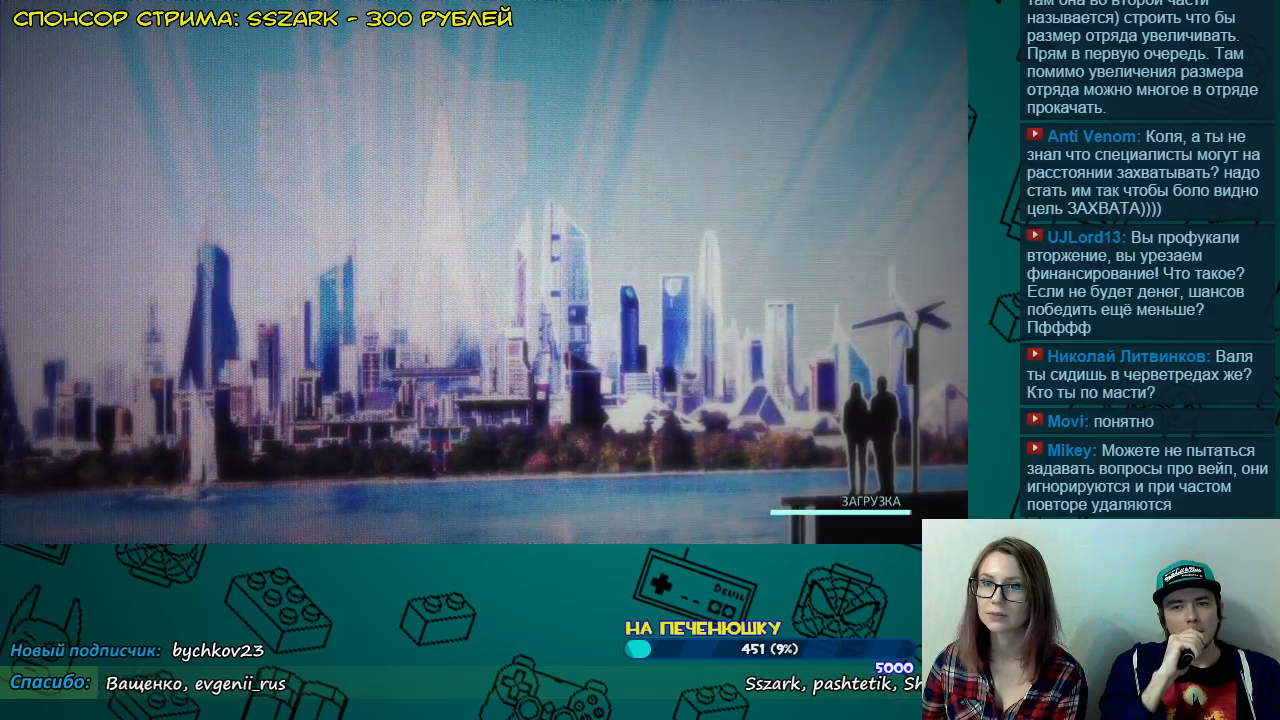 СПОНСОР СТРИМА: SSZARK - 300 РУБЛЕЙ
там она во второй части
называется) строить что бы
размер отряда увеличивать.
Прям в первую очередь. Там
помимо увеличения размера
отряда можно многое в отряде
прокачать.
Anti Venom: Коля, а ты не
знал что специалисты могут на
расстоянии захватывать? надо
стать им так чтобы боло видно
цель ЗАХВАТА))))
UJLord13: Вы профукали
вторжение, вы урезаем
финансирование! Что такое?
Если не будет денег, шансов
победить ещё меньше?
Пфффф
Николай Литвинков: Валя
ты сидишь в черветредах же?
Кто ты по масти?
Movi: понятно
Mikey: Можете не пытаться
задавать вопросы про вейп, они
игнорируются и при частом
повторе удаляются
ЗАГРУЗКА
DEVIL
НА ПЕЧЕНЮШКУ
451 (9%)
5000
Новый подписчик: bychkov23
Спасибо: Ващенко, evgenii_rus
Sszark, pashtetik, Sh